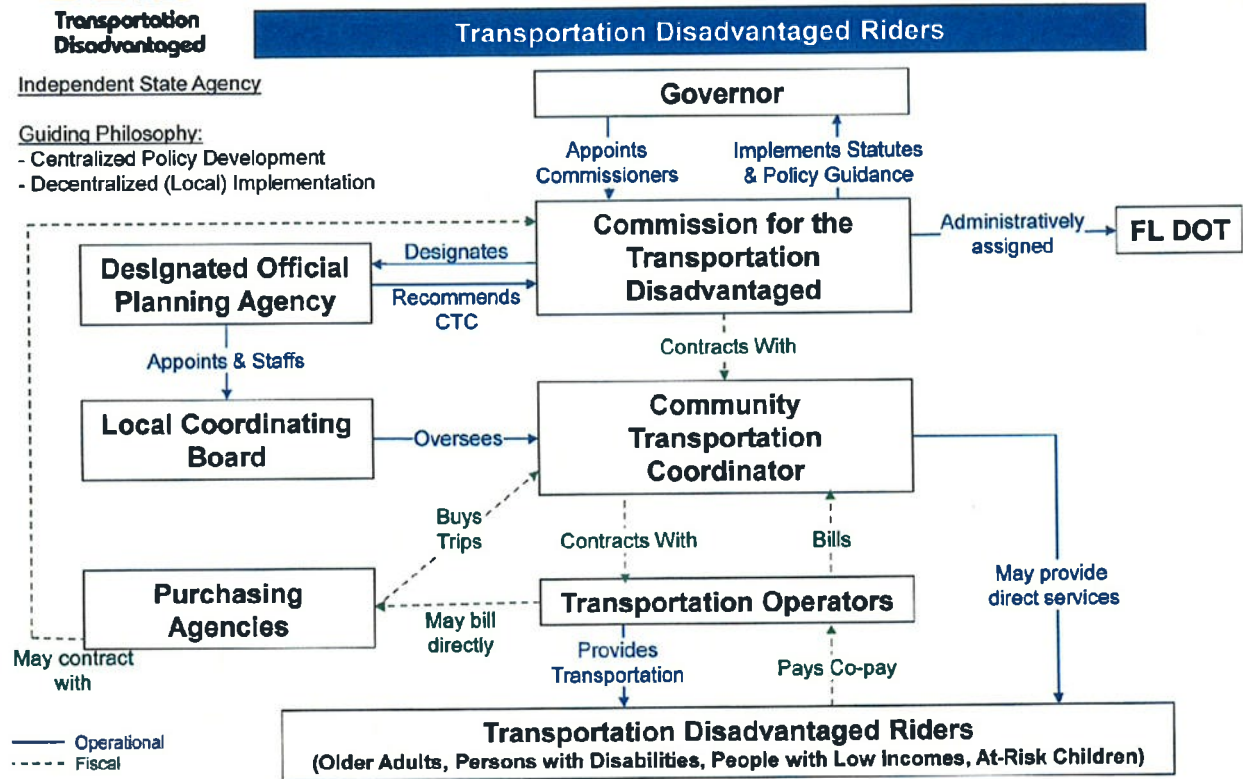 Transportation
Disadvantaged
Transportation Disadvantaged Riders
Independent State Agency
Guiding Philosophy:
- Centralized Policy Development
- Decentralized (Local) Implementation
Governor
Appoints
Commissioners
Implements Statutes
& Policy Guidance
Commission for the
Transportation
Disadvantaged
Administratively
assigned
FL DOT
Designated Official
Planning Agency
Designates
Recommends
CTC
Contracts With
Appoints & Staffs
Local Coordinating
Board
Oversees
Community
Transportation
Coordinator
Buys
Trips
Contracts With
Bills
May provide
direct services
Purchasing
Agencies
May bill
directly
Transportation Operators
May contract
with
Provides
Transportation
Pays Co-pay
Transportation Disadvantaged Riders
(Older Adults, Persons with Disabilities, People with Low Incomes, At-Risk Children)
Operational
Fiscal